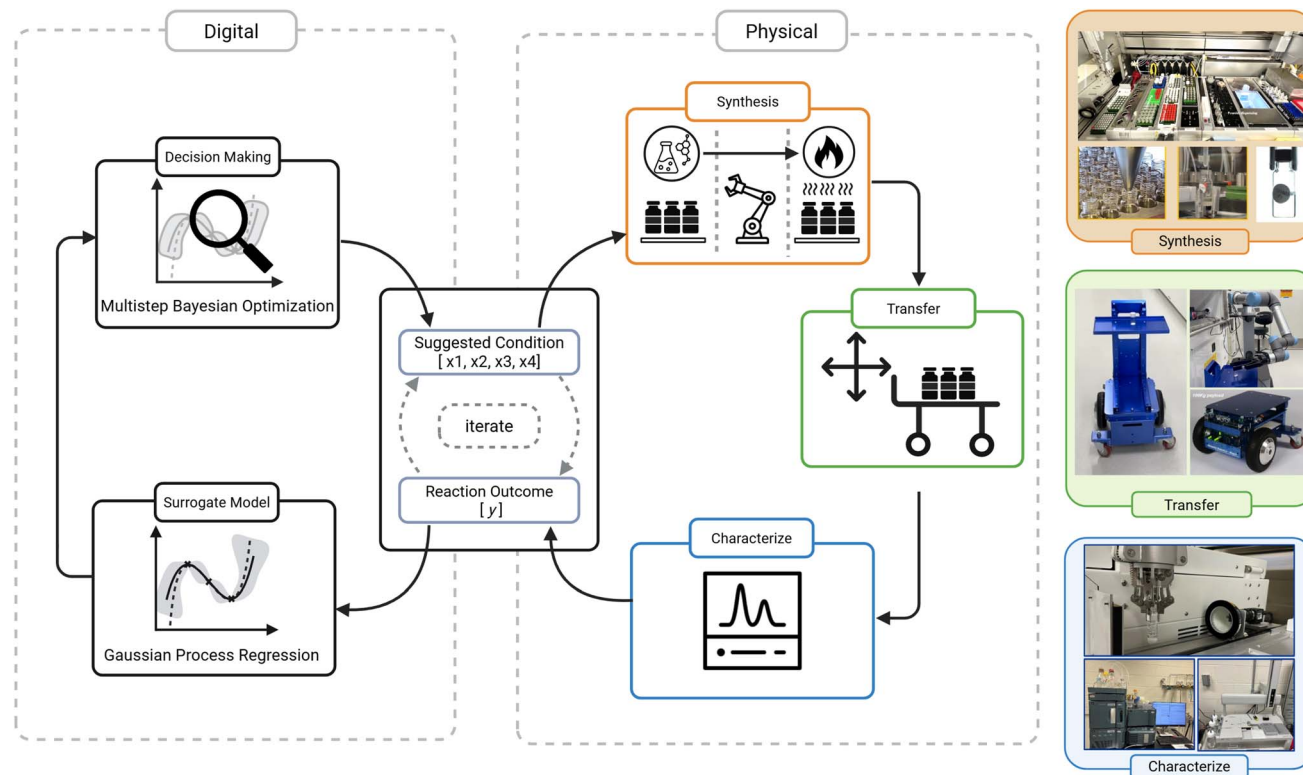 Digital
Physical
Decision Making
Multistep Bayesian Optimization
Surrogate Model
Gaussian Process Regression
Suggested Condition
[ x1, x2, x3, x4]
iterate
Reaction Outcome
[ y ]
Synthesis
Transfer
Characterize
Synthesis
Transfer
Characterize